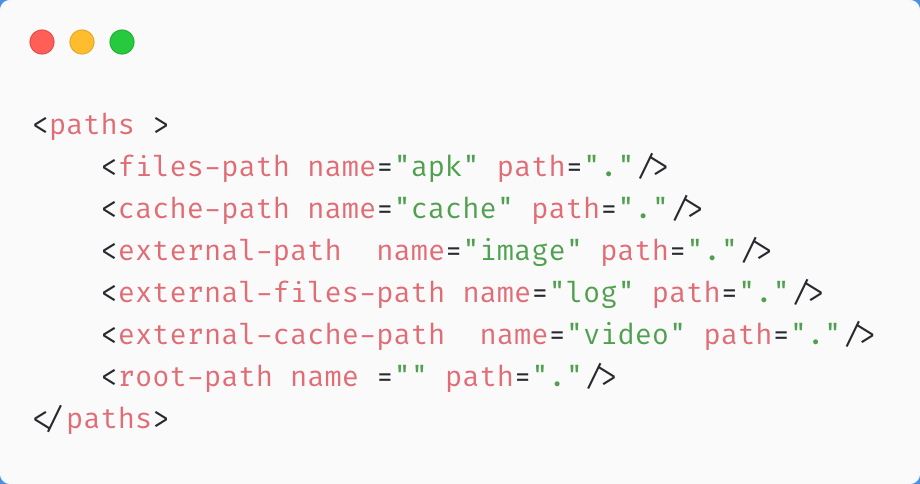 <paths >
    <files-path name="apk" path="."/>
    <cache-path name="cache" path="."/>
    <external-path  name="image" path="."/>
    <external-files-path name="log" path="."/>
    <external-cache-path  name="video" path="."/>
    <root-path name ="" path="."/>
</paths>